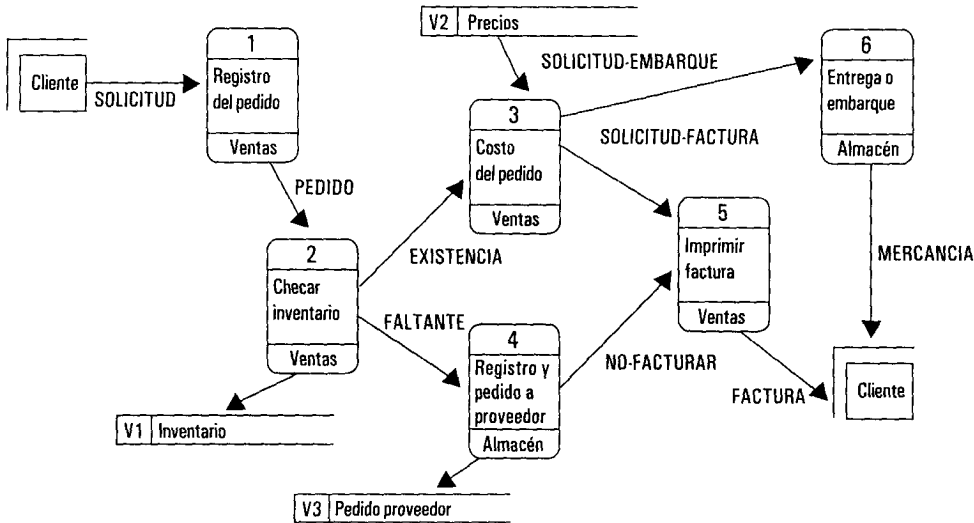 Cliente
SOLICITUD
1
Registro
del pedido
Ventas
PEDIDO
2
Checar
inventario
Ventas
V1 Inventario
V2 Precios
3
Costo
del pedido
Ventas
EXISTENCIA
FALTANTE
4
Registro y
pedido a
proveedor
Almacén
V3 Pedido proveedor
SOLICITUD-EMBARQUE
SOLICITUD-FACTURA
NO-FACTURAR
5
Imprimir
factura
Ventas
FACTURA
6
Entrega o
embarque
Almacén
MERCANCIA
Cliente